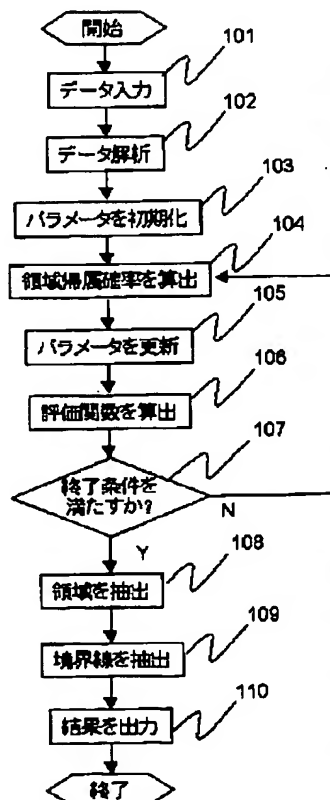 開始
101
データ入力
102
データ解析
103
パラメータを初期化
104
領域帰属確率を算出
105
パラメータを更新
106
評価関数を算出
107
終了条件を
満たすか?
N
Y
108
領域を抽出
109
境界線を抽出
110
結果を出力
終了